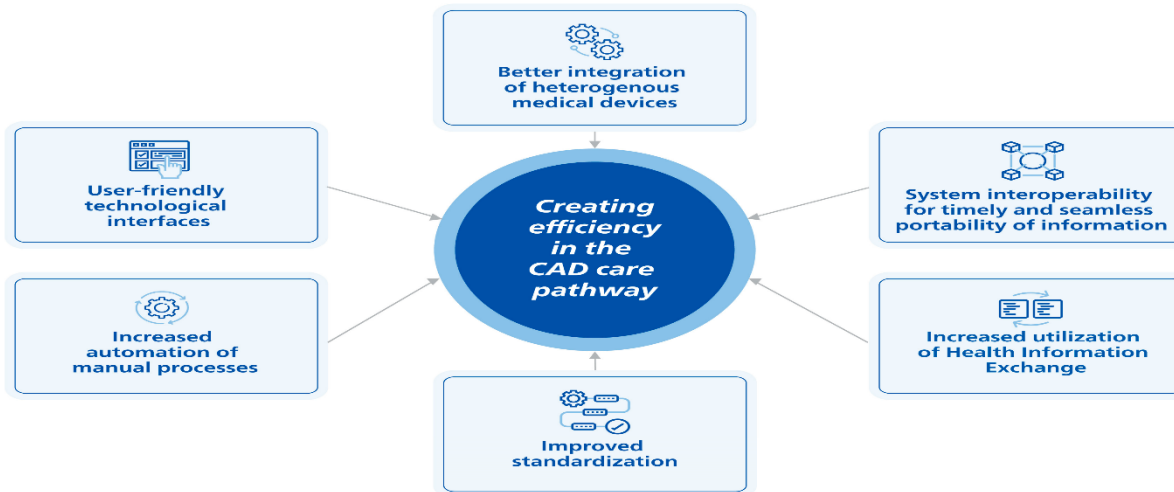 Better integration
of heterogenous
medical devices
User-friendly
technological
interfaces
System interoperability
for timely and seamless
portability of information
Creating
efficiency
in the
CAD care
pathway
Increased
automation of
manual processes
Increased utilization
of Health Information
Exchange
Improved
standardization